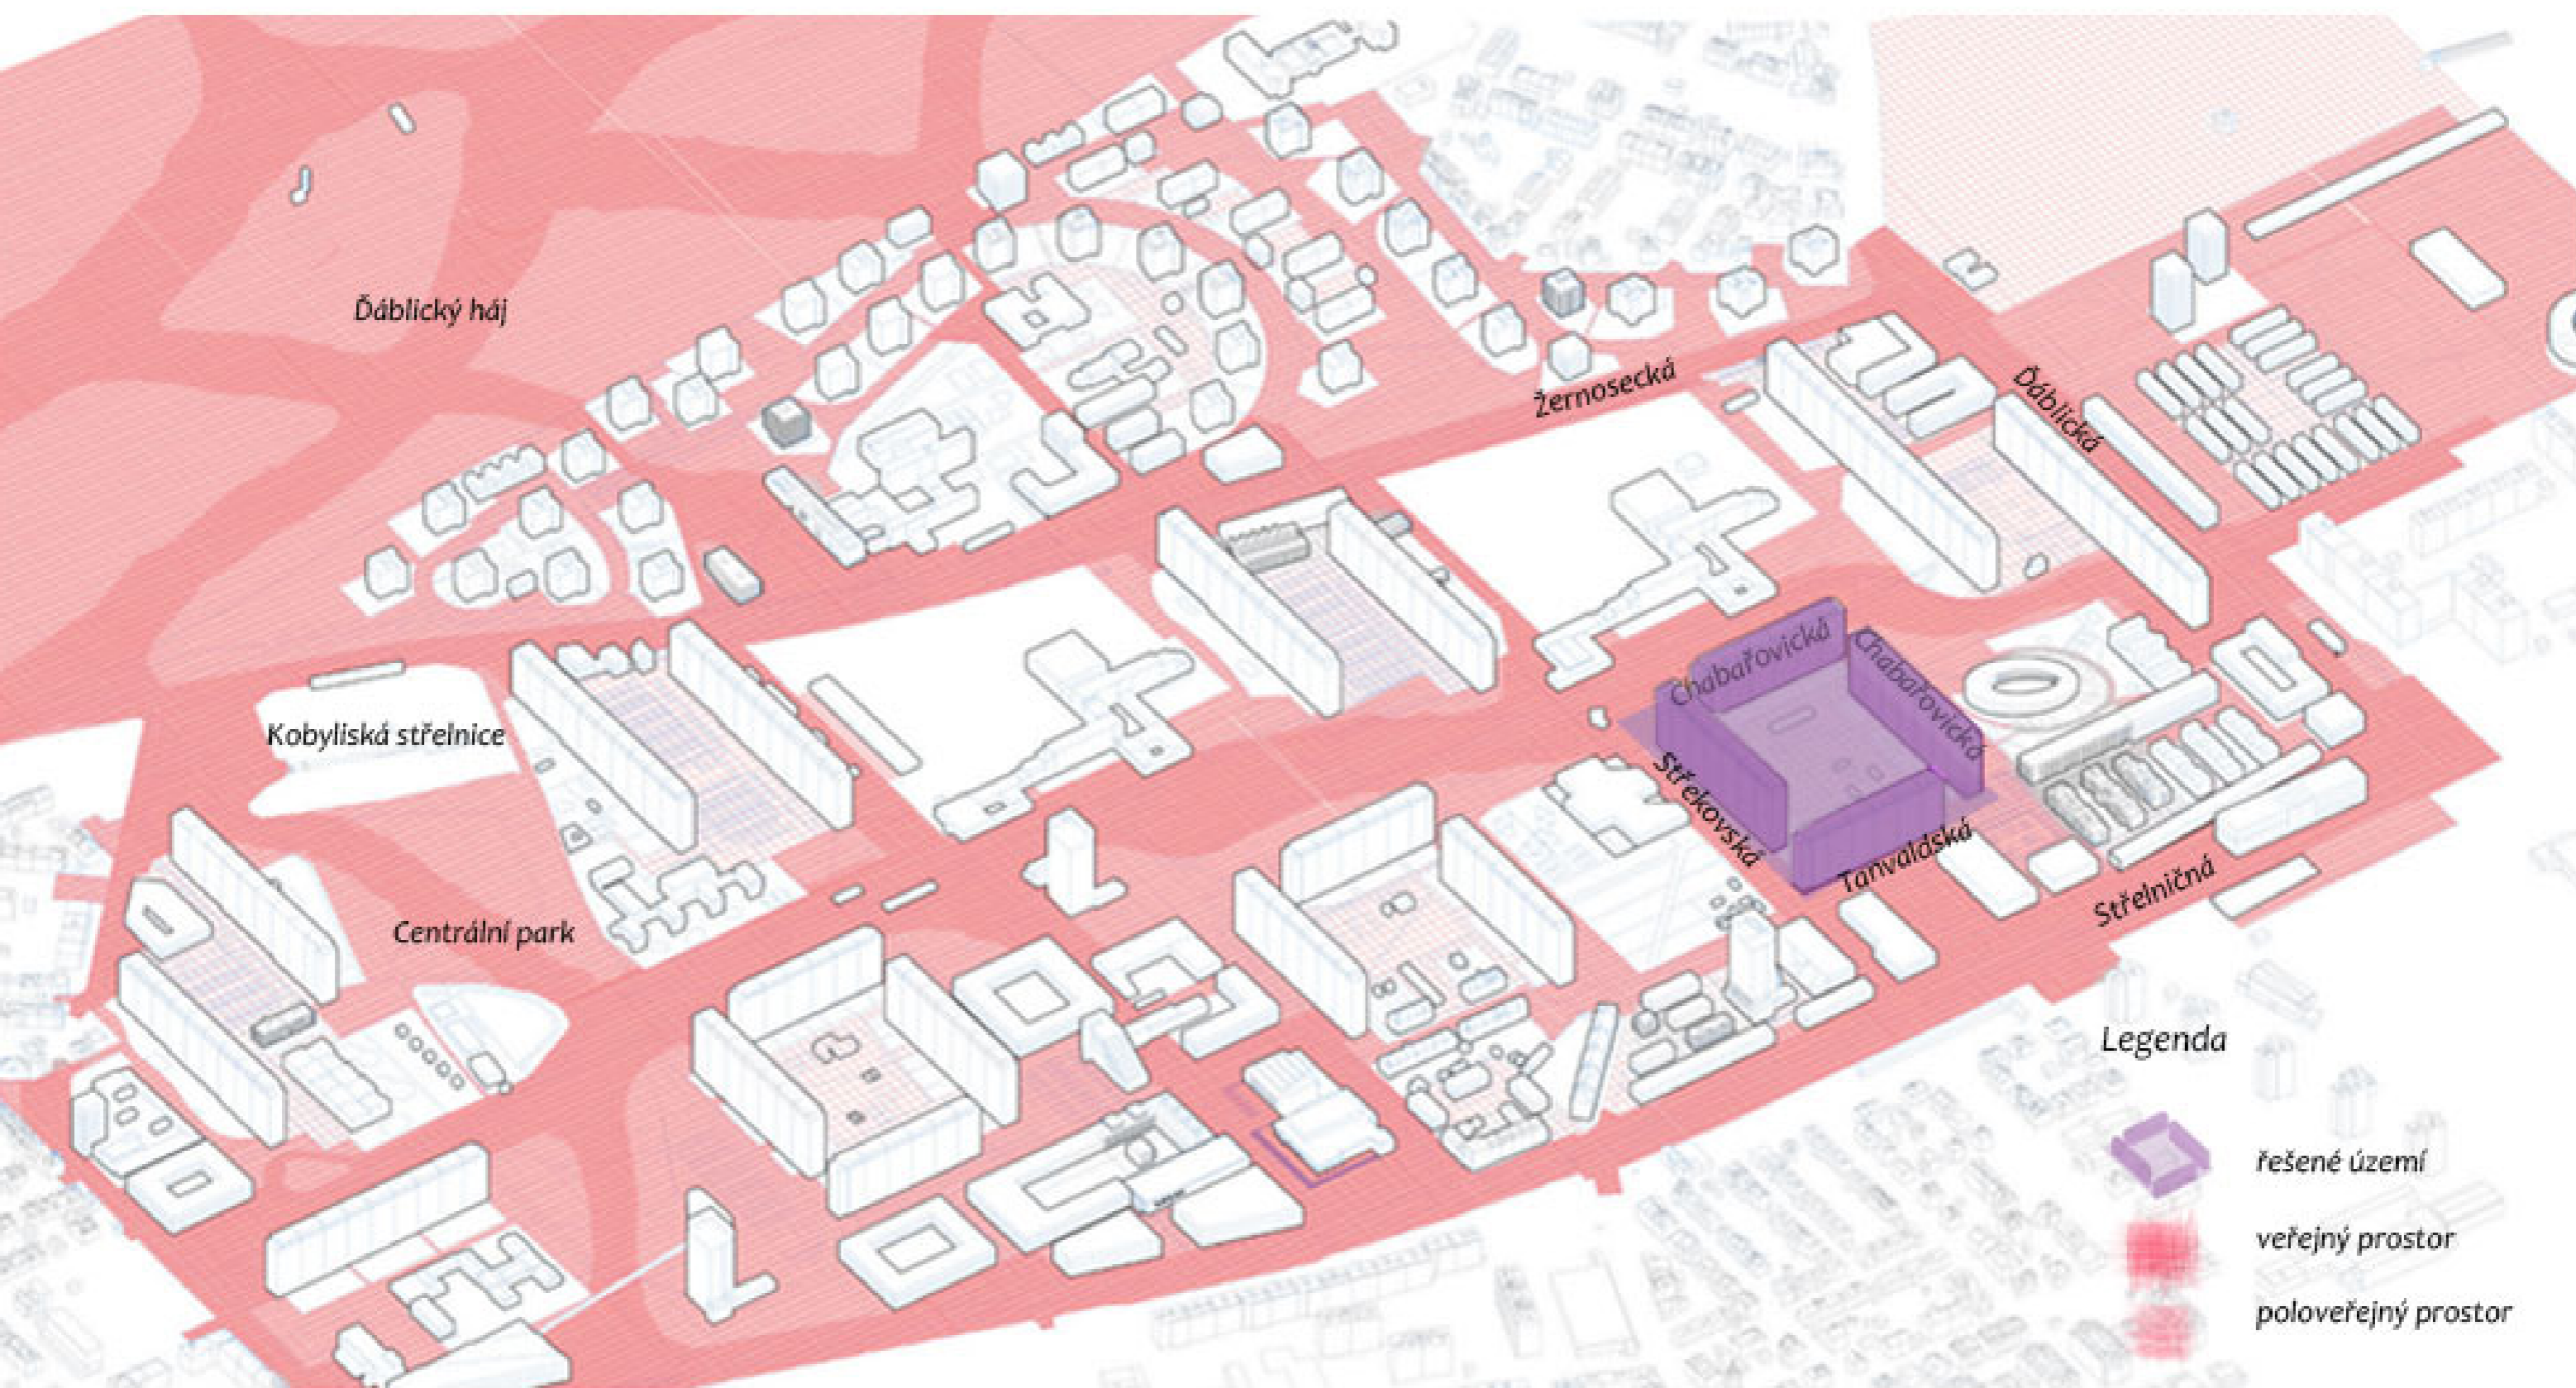 Ďáblický háj
Žernosecká
Ďáblická
Chabařovická
Chabařovická
Kobyliská střelnice
Střekovská
Tanvaldská
Střelničná
Centrální park
Legenda
řešené území
veřejný prostor
poloveřejný prostor